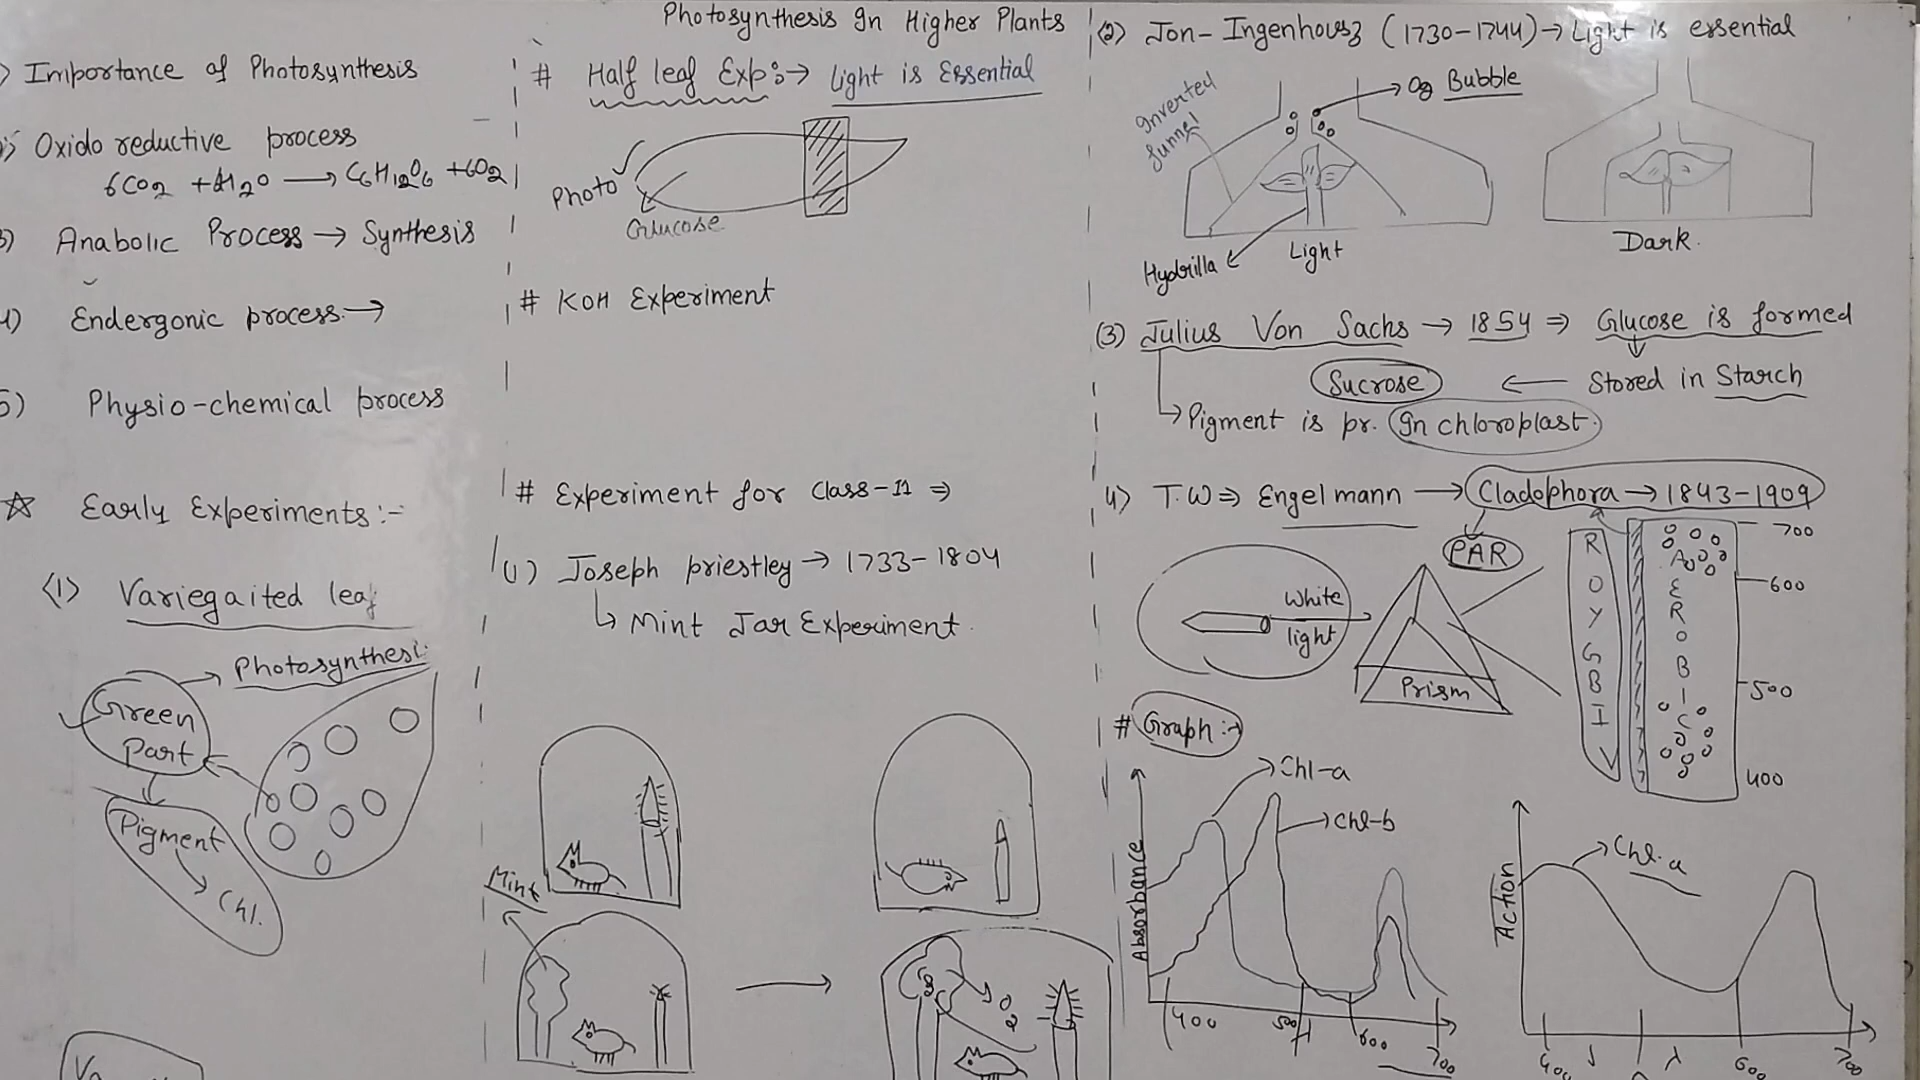 Photosynthesis In Higher Plants
Importance of Photosynthesis
Oxido reductive process
6CO2 + H2O → C6H12O6 + 6O2
3) Anabolic Process → Synthesis
4) Endergonic process →
5) Physio-chemical process
☆ Early Experiments :-
<1> Variegaited leaf
Photosynthesi
Green
Part
Pigment
Chl.
# Half leaf Exp :→ Light is Essential
Photo
Glucose
# KOH Experiment
# Experiment for Class-11 ⇒
(1) Joseph priestley → 1733-1804
↳ Mint Jar Experiment
Mint
O2
(2) Jon-Ingenhousz (1730-1744) → Light is essential
O2 Bubble
Inverted
funnel
Hydrilla
Light
Dark.
(3) Julius Von Sachs → 1854 ⇒ Glucose is formed
Sucrose ← Stored in Starch
↳ Pigment is pr. In chloroplast.
4) T.W ⇒ Engelmann → Cladophora → 1843-1909
PAR
White
light
Prism
R
O
Y
G
B
I
V
A
E
R
O
B
I
C
700
600
500
400
# Graph :→
Chl-a
Chl-b
Absorbance
400 500 600 700
Chl.a
Action
400 λ 600 700